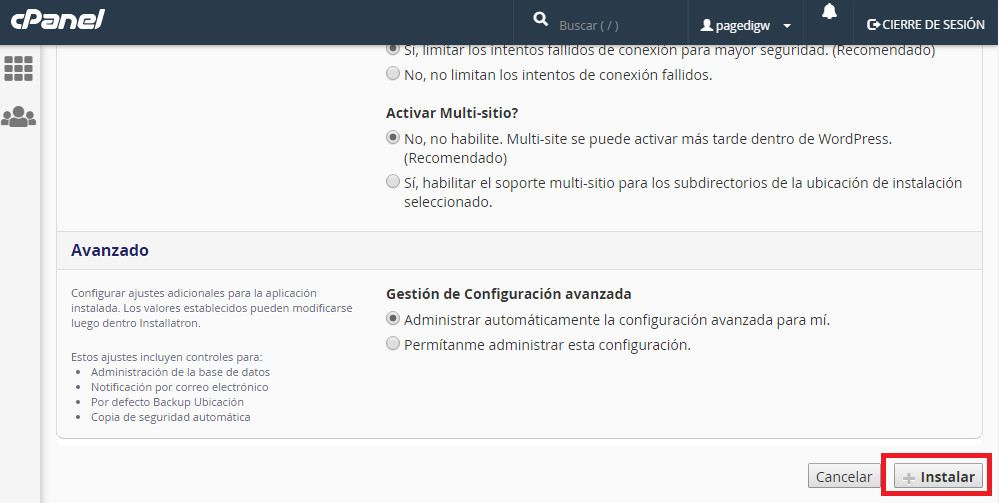 cPanel
Buscar ( / )
pagedigw
CIERRE DE SESIÓN
Sí, limitar los intentos fallidos de conexión para mayor seguridad. (Recomendado)
No, no limitan los intentos de conexión fallidos.
Activar Multi-sitio?
No, no habilite. Multi-site se puede activar más tarde dentro de WordPress.
(Recomendado)
Sí, habilitar el soporte multi-sitio para los subdirectorios de la ubicación de instalación
seleccionado.
Avanzado
Configurar ajustes adicionales para la aplicación
instalada. Los valores establecidos pueden modificarse
luego dentro Installatron.
Estos ajustes incluyen controles para:
Administración de la base de datos
Notificación por correo electrónico
Por defecto Backup Ubicación
Copia de seguridad automática
Gestión de Configuración avanzada
Administrar automáticamente la configuración avanzada para mí.
Permítanme administrar esta configuración.
Cancelar
Instalar